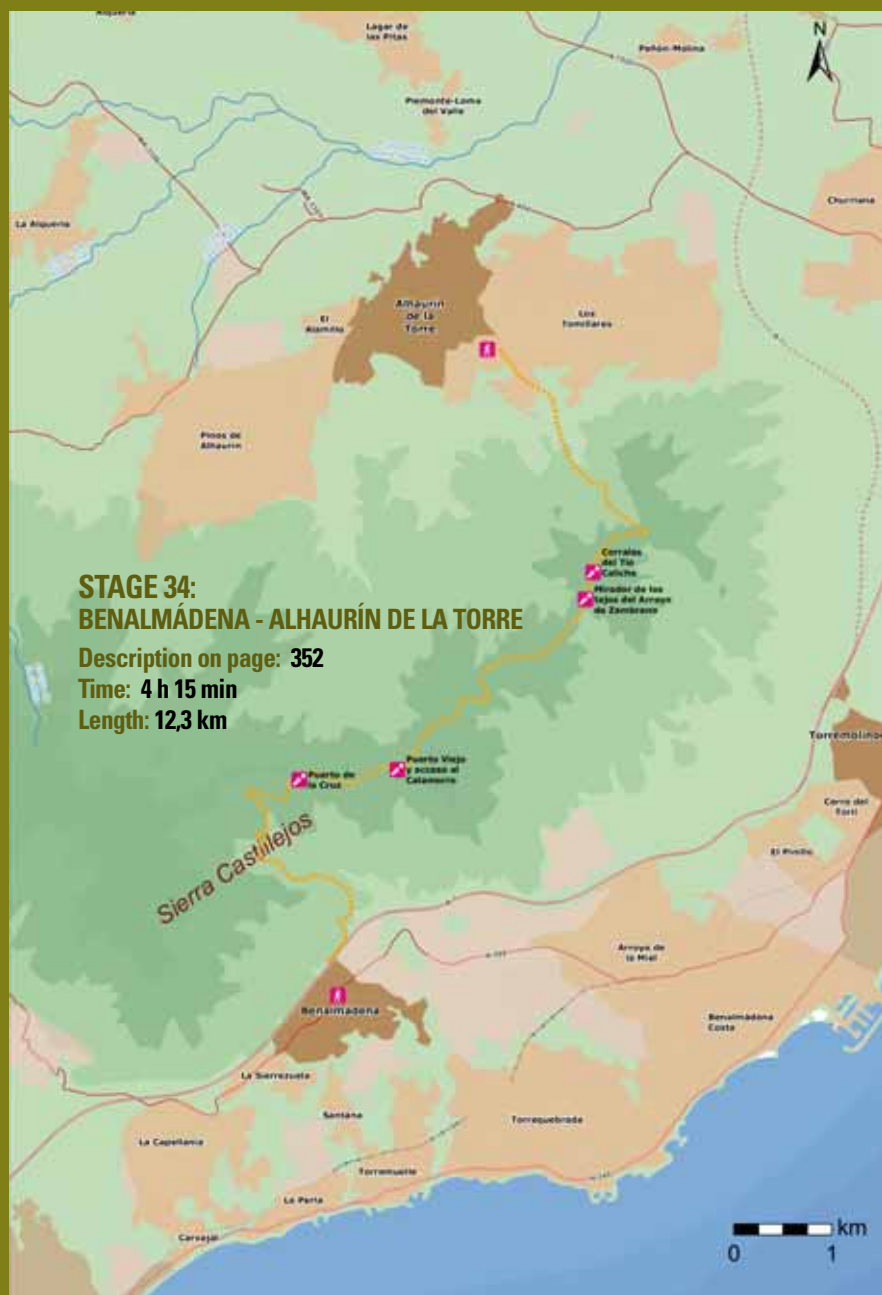 Alquería
Lagar de
las Pitas
N
Peñón-Molina
Piemonte-Loma
del Valle
Churriana
La Alquería
Alhaurín
de la
Torre
El
Alamillo
Los
Tomillares
Pinos de
Alhaurín
Corrales
del Tío
Caliche
Mirador de los
tejos del Arroyo
de Zambrano
STAGE 34:
BENALMÁDENA - ALHAURÍN DE LA TORRE
Description on page: 352
Time: 4 h 15 min
Length: 12,3 km
Torremolinos
Puerto Viejo
y acceso al
Calamorro
Puerto de
la Cruz
Cerro del
Toril
El Pinillo
Sierra Castillejos
Arroyo de
la Miel
Benalmadena
Benalmádena
Costa
La Sierrezuela
Santana
Torrequebrada
La Capellanía
Torremuelle
La Perla
Carvajal
km
0 1